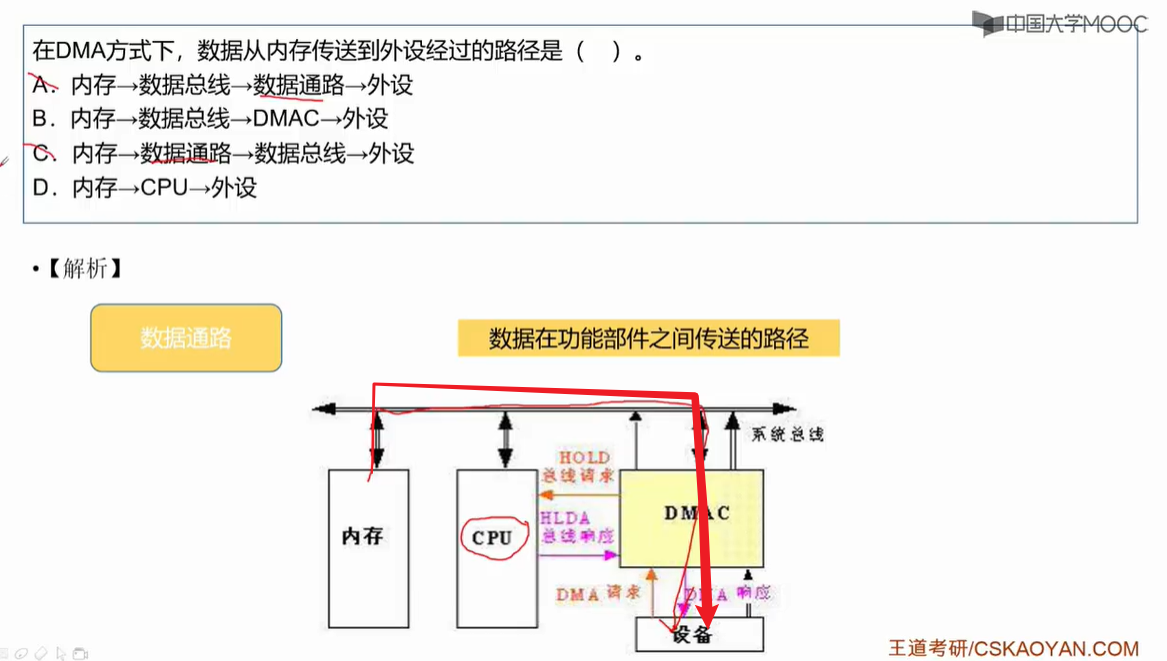 中国大学MOOC
在DMA方式下，数据从内存传送到外设经过的路径是（ ）。
A．内存→数据总线→数据通路→外设
B．内存→数据总线→DMAC→外设
C．内存→数据通路→数据总线→外设
D．内存→CPU→外设
•【解析】
数据通路
数据在功能部件之间传送的路径
系统总线
HOLD
总线请求
内存
CPU
HLDA
总线响应
DMAC
DMA 请求
DMA 响应
设备
王道考研/CSKAOYAN.COM